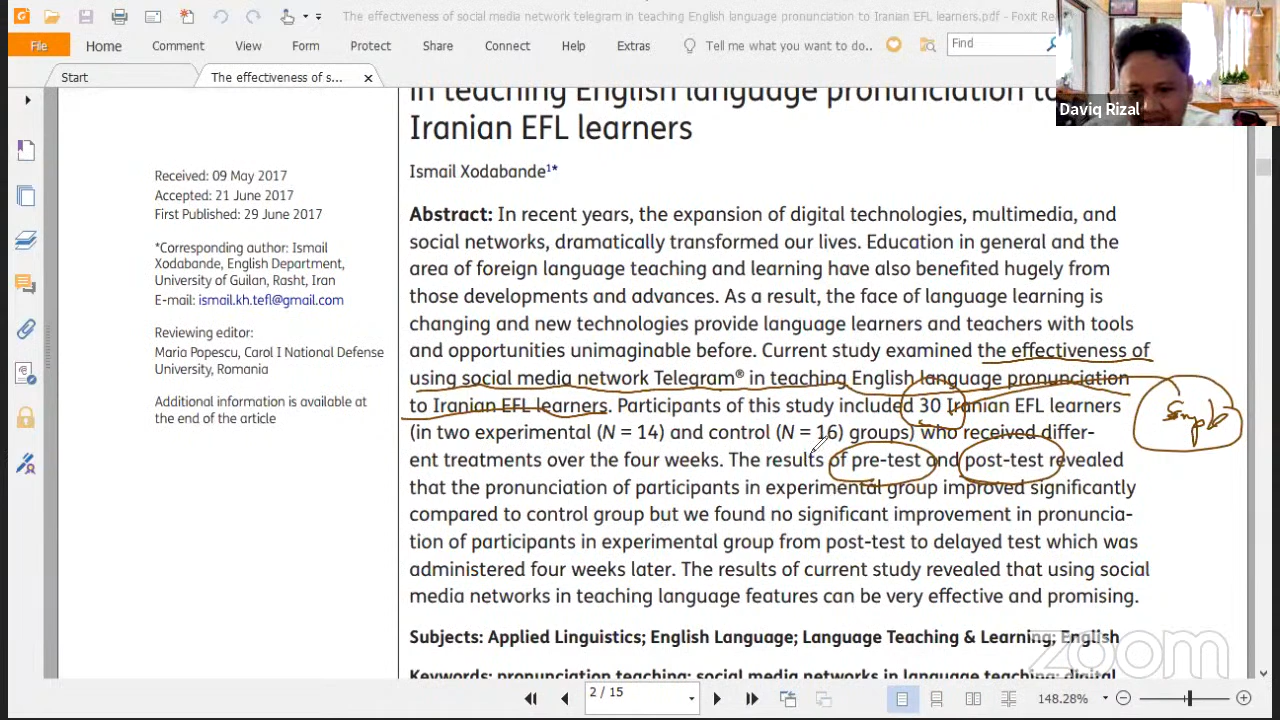 The effectiveness of social media network telegram in teaching English language pronunciation to Iranian EFL learners.pdf - Foxit Rea
File Home Comment View Form Protect Share Connect Help Extras Tell me what you want to do.. Find
Start The effectiveness of s...
Daviq Rizal
in teaching English language pronunciation to
Iranian EFL learners
Ismail Xodabande¹*
Received: 09 May 2017
Accepted: 21 June 2017
First Published: 29 June 2017
*Corresponding author: Ismail
Xodabande, English Department,
University of Guilan, Rasht, Iran
E-mail: ismail.kh.tefl@gmail.com
Reviewing editor:
Maria Popescu, Carol I National Defense
University, Romania
Additional information is available at
the end of the article
Abstract: In recent years, the expansion of digital technologies, multimedia, and
social networks, dramatically transformed our lives. Education in general and the
area of foreign language teaching and learning have also benefited hugely from
those developments and advances. As a result, the face of language learning is
changing and new technologies provide language learners and teachers with tools
and opportunities unimaginable before. Current study examined the effectiveness of
using social media network Telegram® in teaching English language pronunciation
to Iranian EFL learners. Participants of this study included 30 Iranian EFL learners
(in two experimental (N = 14) and control (N = 16) groups) who received differ-
ent treatments over the four weeks. The results of pre-test and post-test revealed
that the pronunciation of participants in experimental group improved significantly
compared to control group but we found no significant improvement in pronuncia-
tion of participants in experimental group from post-test to delayed test which was
administered four weeks later. The results of current study revealed that using social
media networks in teaching language features can be very effective and promising.
Subjects: Applied Linguistics; English Language; Language Teaching & Learning; English
Keywords: pronunciation teaching; social media networks in language teaching; digital
zoom
2 / 15 148.28%